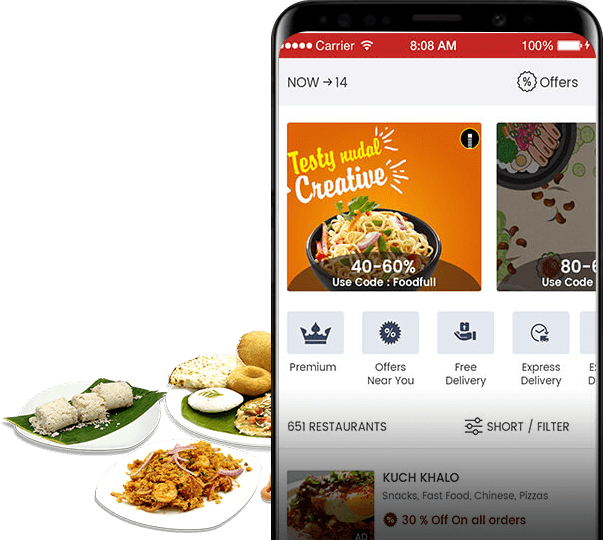 Carrier 8:08 AM 100%
NOW → 14 Offers
Testy nudal
Creative
40-60%
Use Code : Foodfull
80-6
Use Code
Premium
Offers
Near You
Free
Delivery
Express
Delivery
E
D
651 RESTAURANTS SHORT / FILTER
KUCH KHALO
Snacks, Fast Food, Chinese, Pizzas
30 % Off On all orders
AD